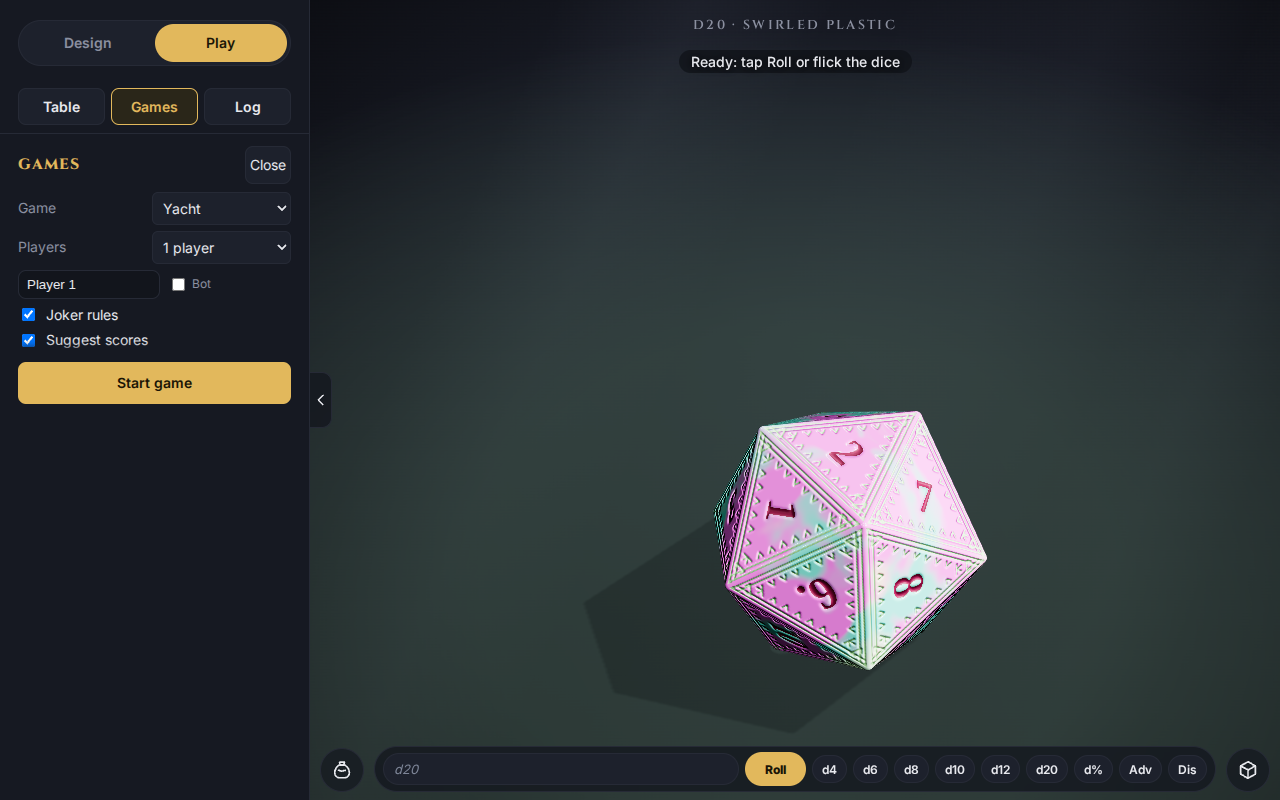 Design Play
Table Games Log
GAMES Close
Game Yacht
Players 1 player
Player 1 Bot
Joker rules
Suggest scores
Start game
D20 · SWIRLED PLASTIC
Ready: tap Roll or flick the dice
2
7
1
8
9.
d20 Roll d4 d6 d8 d10 d12 d20 d% Adv Dis